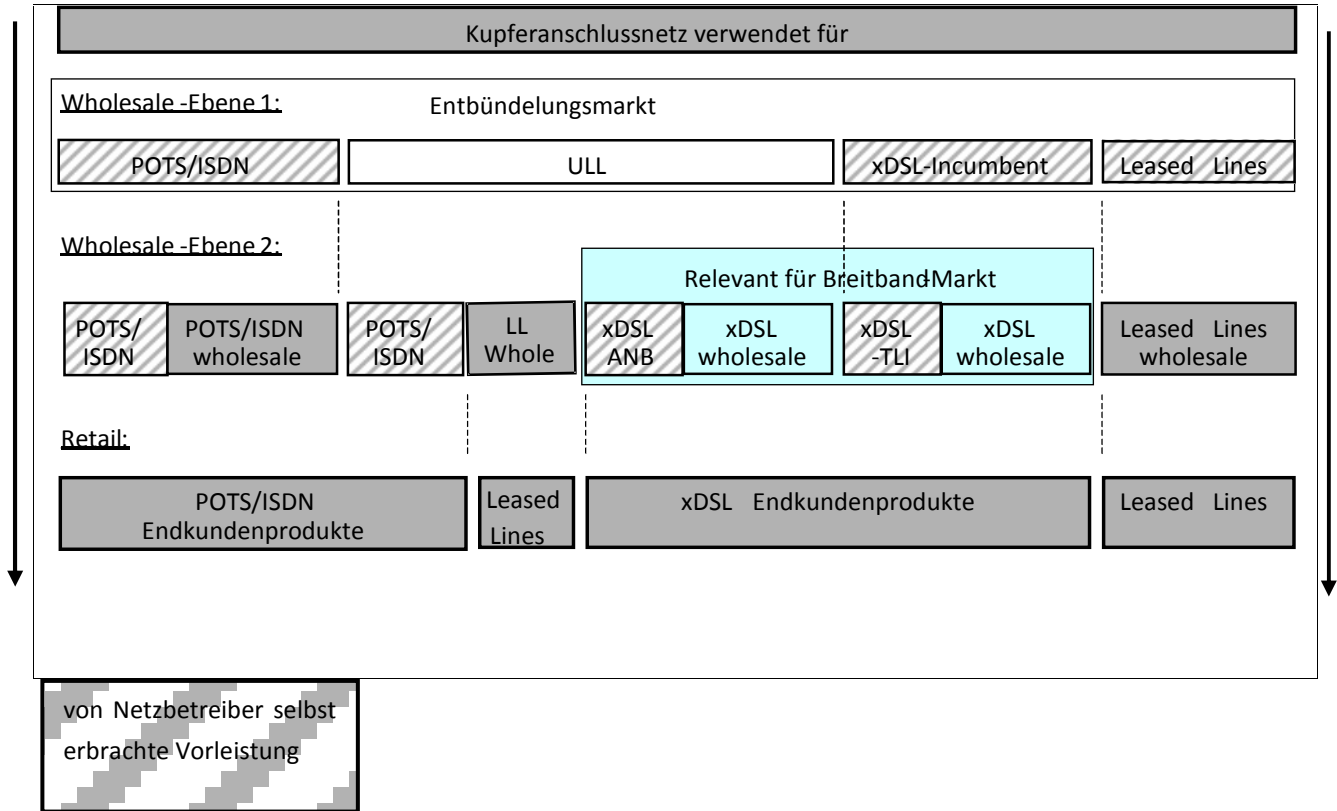 Kupferanschlussnetz verwendet für
Wholesale -Ebene 1:
Entbündelungsmarkt
POTS/ISDN
ULL
xDSL-Incumbent
Leased Lines
Wholesale -Ebene 2:
Relevant für Breitband-Markt
POTS/
ISDN
POTS/ISDN
wholesale
POTS/
ISDN
LL
Whole
xDSL
ANB
xDSL
wholesale
xDSL
-TLI
xDSL
wholesale
Leased Lines
wholesale
Retail:
POTS/ISDN
Endkundenprodukte
Leased
Lines
xDSL Endkundenprodukte
Leased Lines
von Netzbetreiber selbst
erbrachte Vorleistung